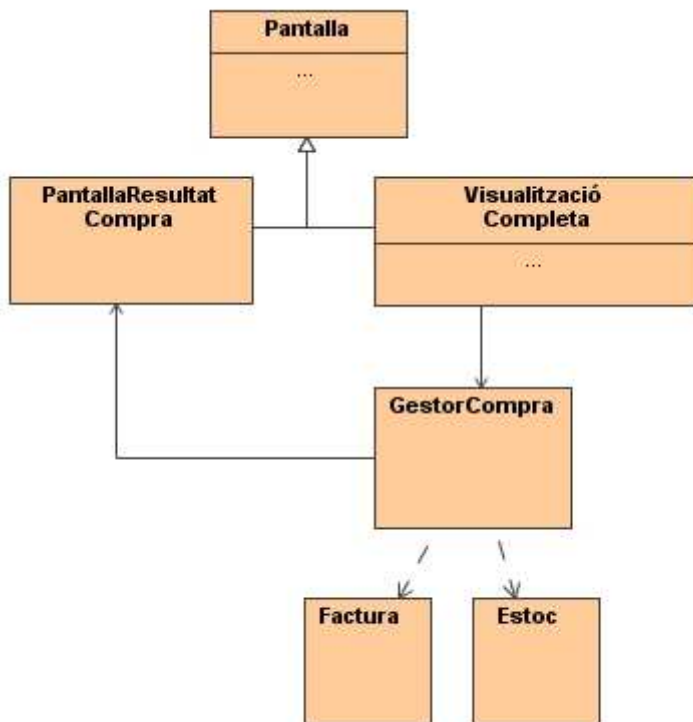 Pantalla
...
PantallaResultat
Compra
Visualització
Completa
...
GestorCompra
Factura
Estoc